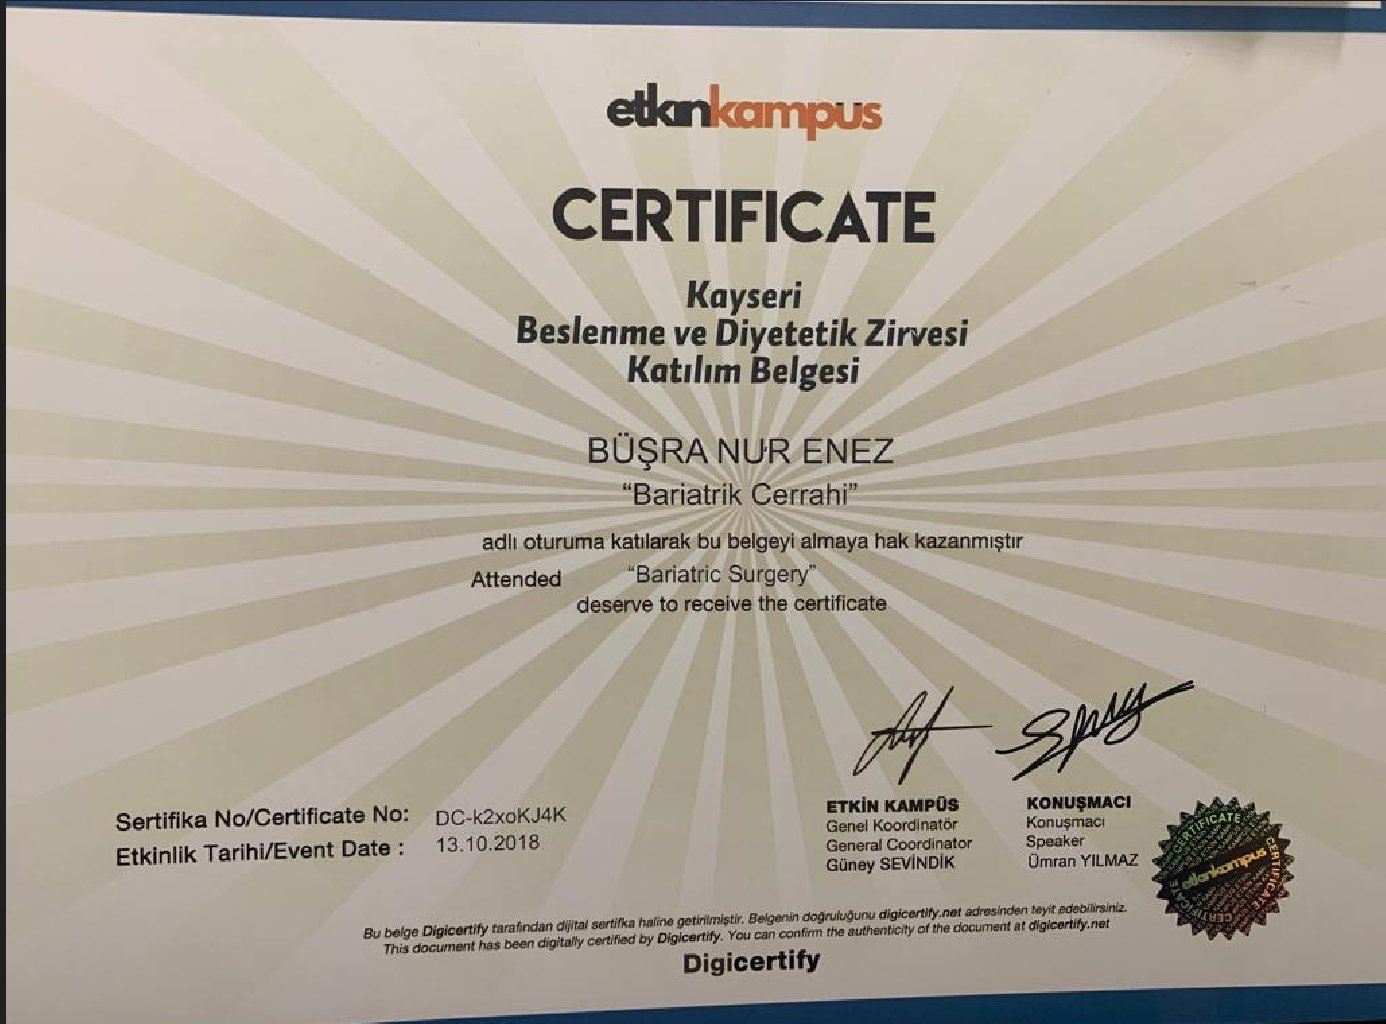 etkinkampus
CERTIFICATE
Kayseri
Beslenme ve Diyetetik Zirvesi
Katılım Belgesi
BÜŞRA NUR ENEZ
“Bariatrik Cerrahi”
adlı oturuma katılarak bu belgeyi almaya hak kazanmıştır
Attended “Bariatric Surgery”
deserve to receive the certificate
Sertifika No/Certificate No: DC-k2xoKJ4K
Etkinlik Tarihi/Event Date : 13.10.2018
ETKİN KAMPÜS
Genel Koordinatör
General Coordinator
Güney SEVİNDİK
KONUŞMACI
Konuşmacı
Speaker
Ümran YILMAZ
CERTIFICATE
etkinkampus
CERTIFICATE
Bu belge Digicertify tarafından dijital sertifka haline getirilmiştir. Belgenin doğruluğunu digicertify.net adresinden teyit edebilirsiniz.
This document has been digitally certified by Digicertify. You can confirm the authenticity of the document at digicertify.net
Digicertify